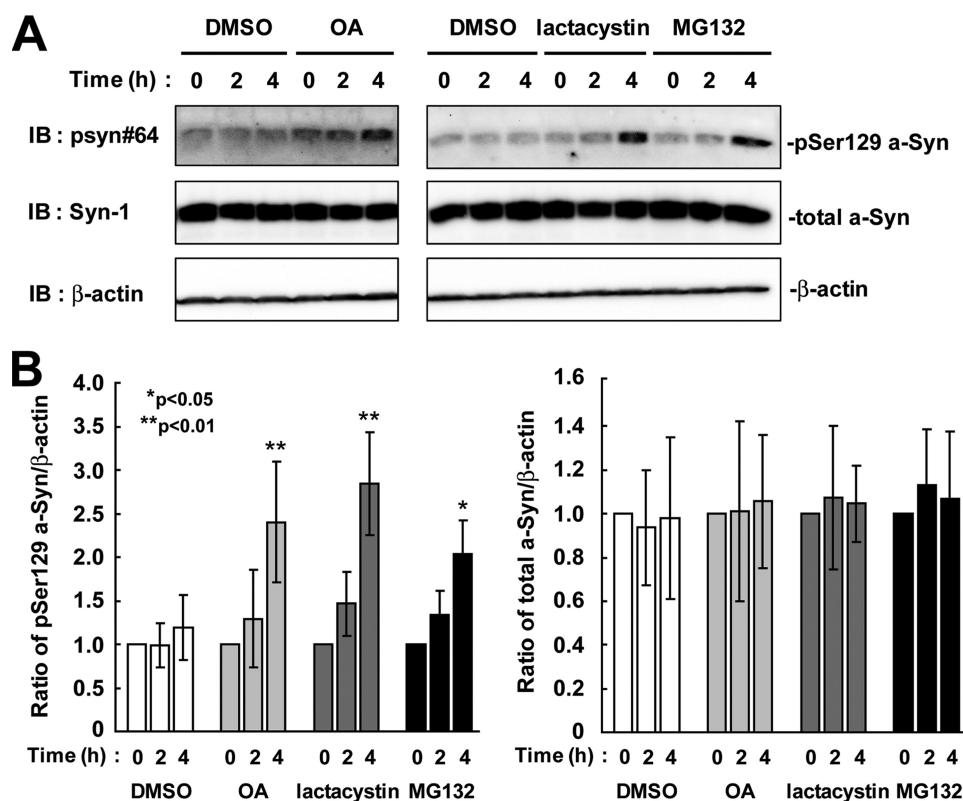 A
DMSO OA DMSO lactacystin MG132
Time (h) : 0 2 4 0 2 4 0 2 4 0 2 4 0 2 4
IB : psyn#64 -pSer129 a-Syn
IB : Syn-1 -total a-Syn
IB : β-actin -β-actin
B
Ratio of pSer129 a-Syn/β-actin
4.0
3.5
3.0
2.5
2.0
1.5
1.0
0.5
0
*p<0.05
**p<0.01
** ** *
Time (h) : 0 2 4 0 2 4 0 2 4 0 2 4
DMSO OA lactacystin MG132
Ratio of total a-Syn/β-actin
1.6
1.4
1.2
1.0
0.8
0.6
0.4
0.2
0
Time (h) : 0 2 4 0 2 4 0 2 4 0 2 4
DMSO OA lactacystin MG132